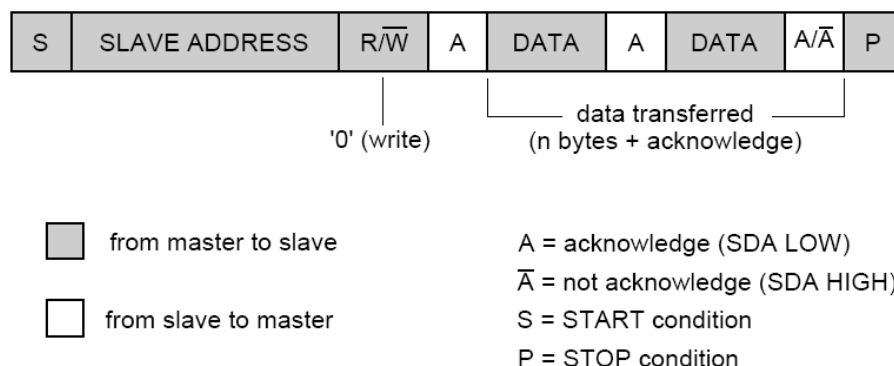 S SLAVE ADDRESS R/W̅ A DATA A DATA A/A̅ P
'0' (write)
data transferred
(n bytes + acknowledge)
from master to slave
from slave to master
A = acknowledge (SDA LOW)
A̅ = not acknowledge (SDA HIGH)
S = START condition
P = STOP condition